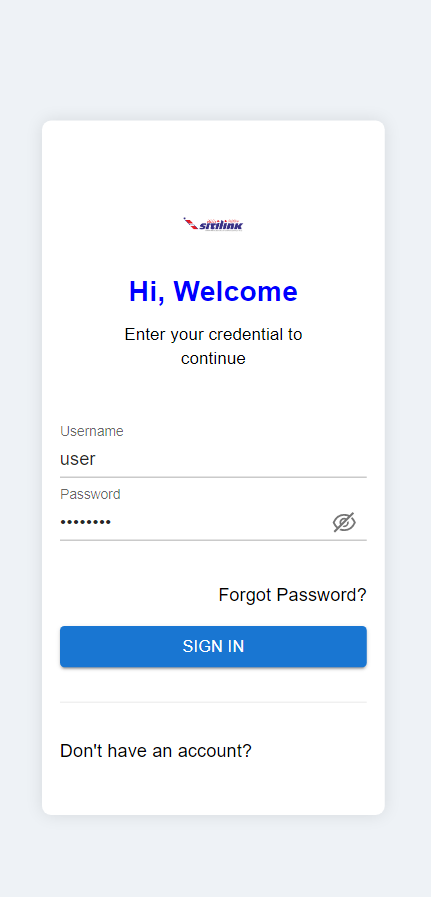 sitilink
Hi, Welcome
Enter your credential to
continue
Username
user
Password
••••••••
Forgot Password?
SIGN IN
Don't have an account?